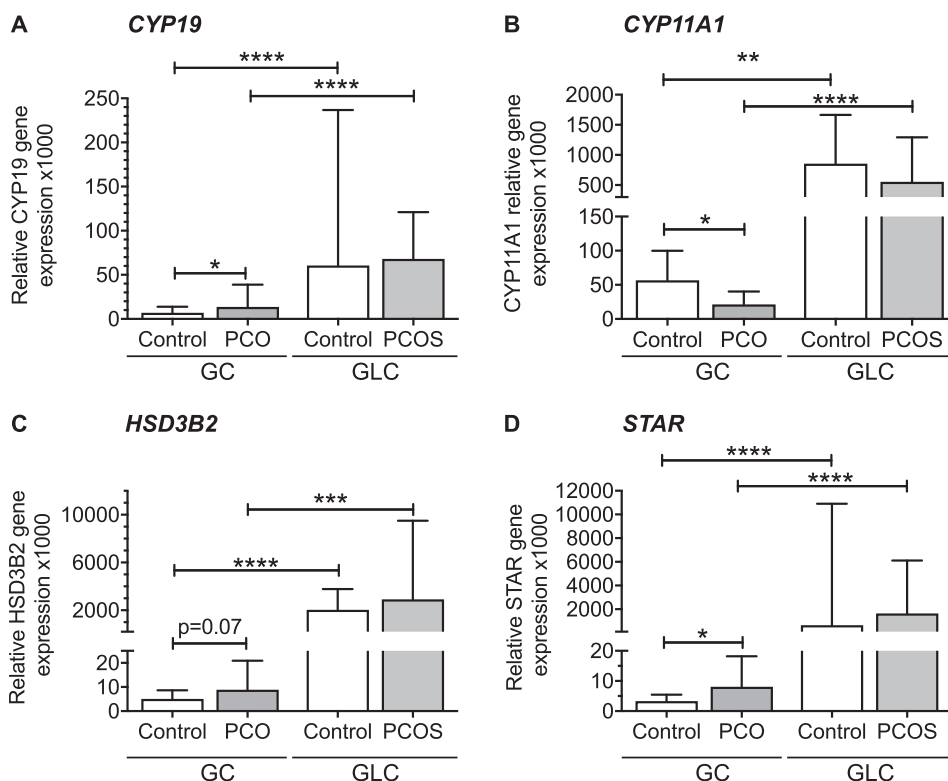 A CYP19
****
****
Relative CYP19 gene
expression x1000
250
200
150
100
50
0
*
Control PCO Control PCOS
GC GLC
B CYP11A1
**
****
CYP11A1 relative gene
expression x1000
2000
1500
1000
500
150
100
50
0
*
Control PCO Control PCOS
GC GLC
C HSD3B2
***
****
p=0.07
Relative HSD3B2 gene
expression x1000
10000
6000
2000
20
10
0
Control PCO Control PCOS
GC GLC
D STAR
****
****
*
Relative STAR gene
expression x1000
12000
10000
8000
6000
4000
2000
20
10
0
Control PCO Control PCOS
GC GLC